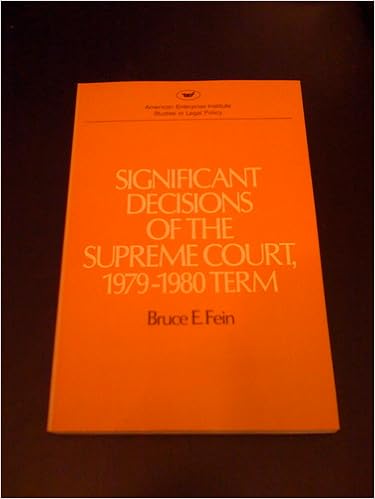 American Enterprise Institute
Studies in Legal Policy
SIGNIFICANT
DECISIONS
OF THE
SUPREME COURT,
1979-1980 TERM
Bruce E. Fein